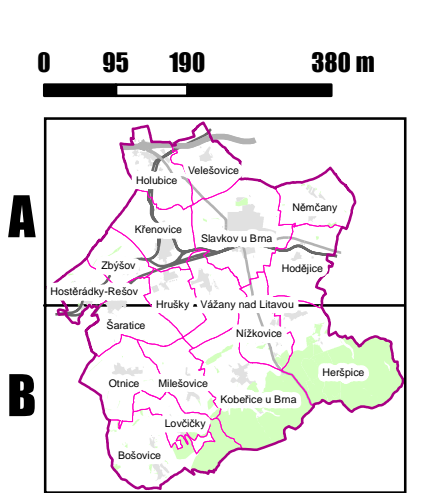 0 95 190 380 m
Velešovice
Holubice
A
Němčany
Křenovice
Slavkov u Brna
Zbýšov
Hodějice
Hostěrádky-Rešov
Hrušky
Vážany nad Litavou
Šaratice
Nížkovice
Heršpice
B
Otnice
Milešovice
Kobeřice u Brna
Lovčičky
Bošovice